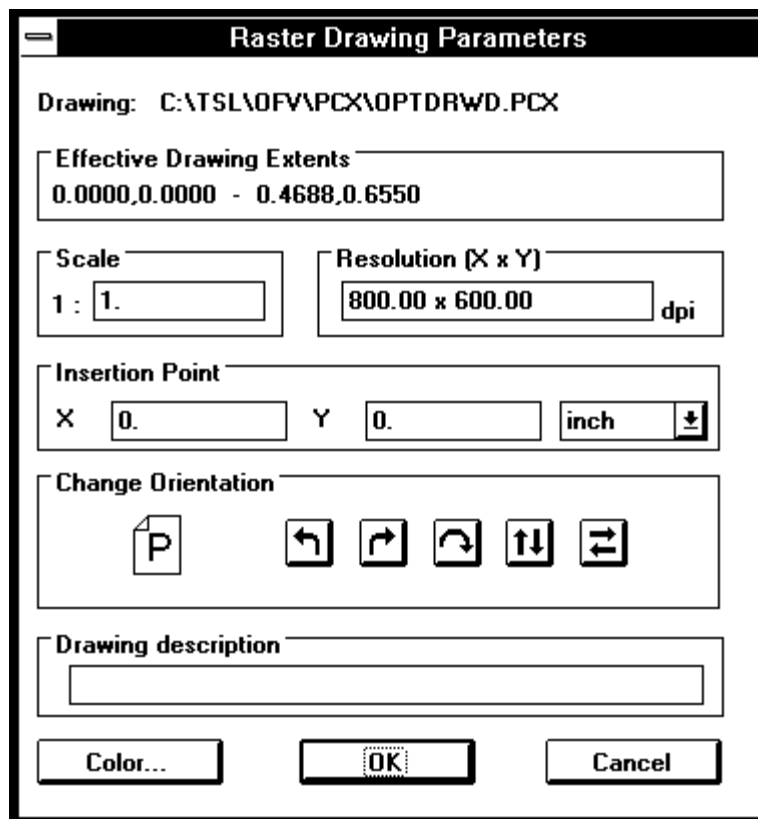 Raster Drawing Parameters
Drawing: C:\TSL\OFV\PCX\OPTDRWD.PCX
Effective Drawing Extents
0.0000,0.0000 - 0.4688,0.6550
Scale
1 : 1.
Resolution (X x Y)
800.00 x 600.00 dpi
Insertion Point
X 0. Y 0. inch
Change Orientation
P
Drawing description
Color... OK Cancel